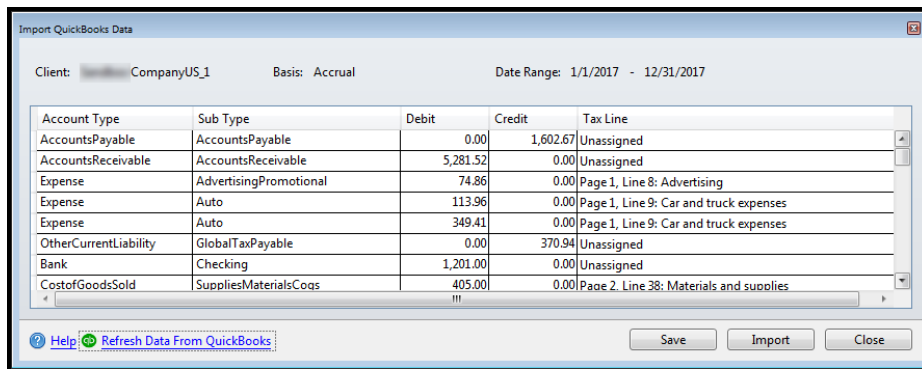 Import QuickBooks Data
Client: CompanyUS_1 Basis: Accrual Date Range: 1/1/2017 - 12/31/2017
Account Type Sub Type Debit Credit Tax Line
AccountsPayable AccountsPayable 0.00 1,602.67 Unassigned
AccountsReceivable AccountsReceivable 5,281.52 0.00 Unassigned
Expense AdvertisingPromotional 74.86 0.00 Page 1, Line 8: Advertising
Expense Auto 113.96 0.00 Page 1, Line 9: Car and truck expenses
Expense Auto 349.41 0.00 Page 1, Line 9: Car and truck expenses
OtherCurrentLiability GlobalTaxPayable 0.00 370.94 Unassigned
Bank Checking 1,201.00 0.00 Unassigned
CostofGoodsSold SuppliesMaterialsCogs 405.00 0.00 Page 2, Line 38: Materials and supplies
Help Refresh Data From QuickBooks Save Import Close